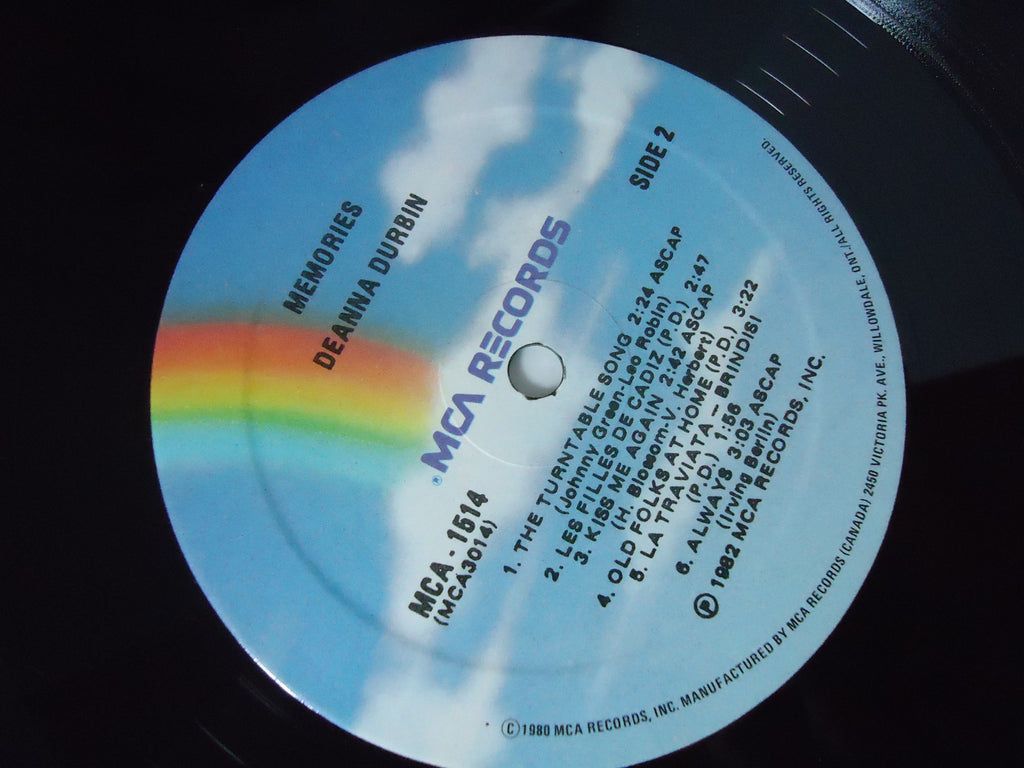 MEMORIES
DEANNA DURBIN
®MCA RECORDS
SIDE 2
MCA - 1514
(MCA3014)
1. THE TURNTABLE SONG 2:24 ASCAP
(Johnny Green-Leo Robin)
2. LES FILLES DE CADIZ (P.D.) 2:47
3. KISS ME AGAIN 2:42 ASCAP
(H. Blosom-V. Herbert)
4. OLD FOLKS AT HOME (P.D.) 3:22
5. LA TRAVIATA - BRINDISI
(P.D.) 1:56
6. ALWAYS 3:03 ASCAP
(Irving Berlin)
℗ 1982 MCA RECORDS, INC.
©1980 MCA RECORDS, INC. MANUFACTURED BY MCA RECORDS (CANADA) 2450 VICTORIA PK. AVE., WILLOWDALE, ONT./ALL RIGHTS RESERVED.